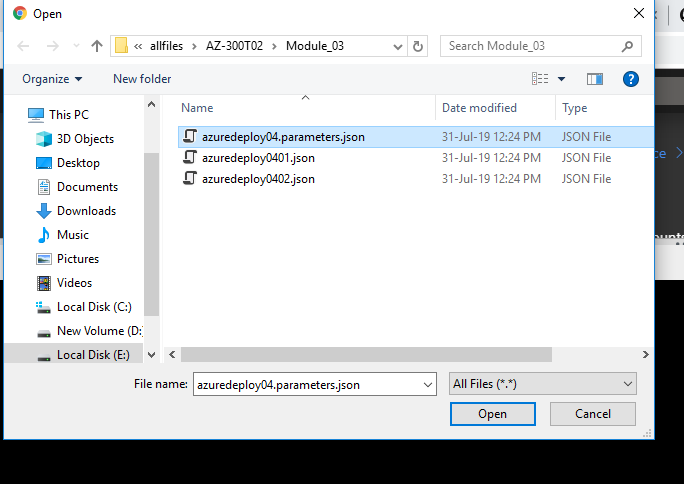 Open
« allfiles > AZ-300T02 > Module_03
Search Module_03
Organize
New folder
Name
Date modified
Type
This PC
3D Objects
Desktop
Documents
Downloads
Music
Pictures
Videos
Local Disk (C:)
New Volume (D:
Local Disk (E:)
azuredeploy04.parameters.json 31-Jul-19 12:24 PM JSON File
azuredeploy0401.json 31-Jul-19 12:24 PM JSON File
azuredeploy0402.json 31-Jul-19 12:24 PM JSON File
File name: azuredeploy04.parameters.json
All Files (*.*)
Open
Cancel